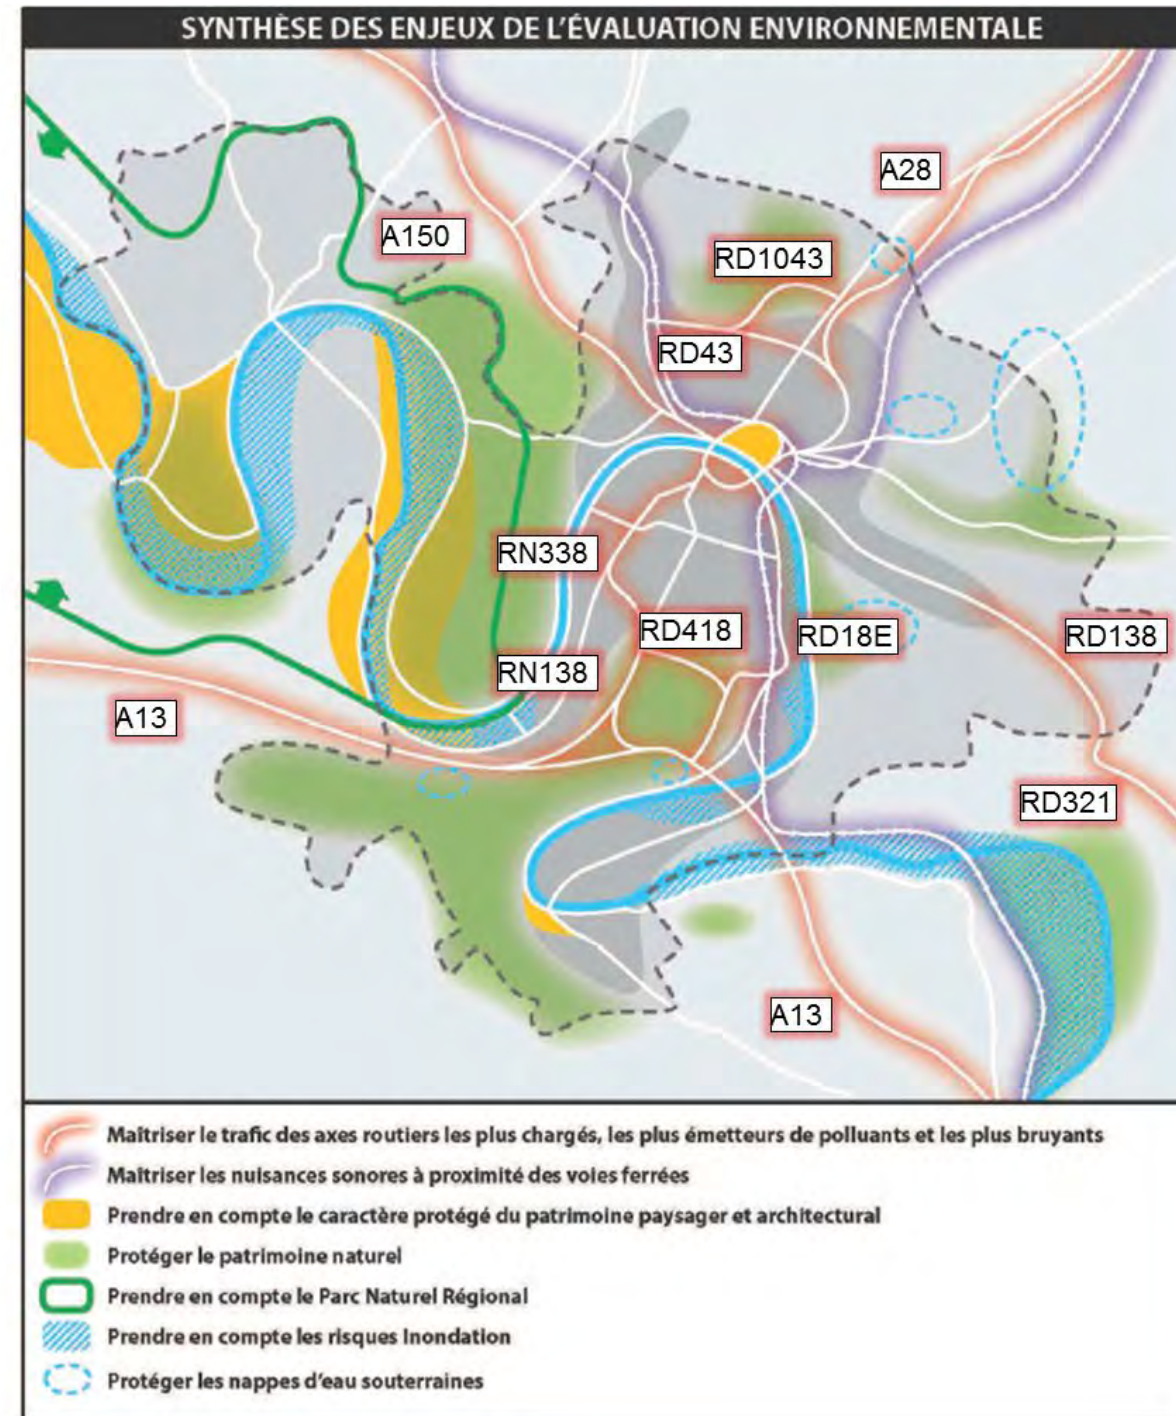 SYNTHÈSE DES ENJEUX DE L'ÉVALUATION ENVIRONNEMENTALE
A28
A150
RD1043
RD43
RN338
RD418
RD18E
RD138
RN138
A13
RD321
A13
Maîtriser le trafic des axes routiers les plus chargés, les plus émetteurs de polluants et les plus bruyants
Maîtriser les nuisances sonores à proximité des voies ferrées
Prendre en compte le caractère protégé du patrimoine paysager et architectural
Protéger le patrimoine naturel
Prendre en compte le Parc Naturel Régional
Prendre en compte les risques Inondation
Protéger les nappes d'eau souterraines